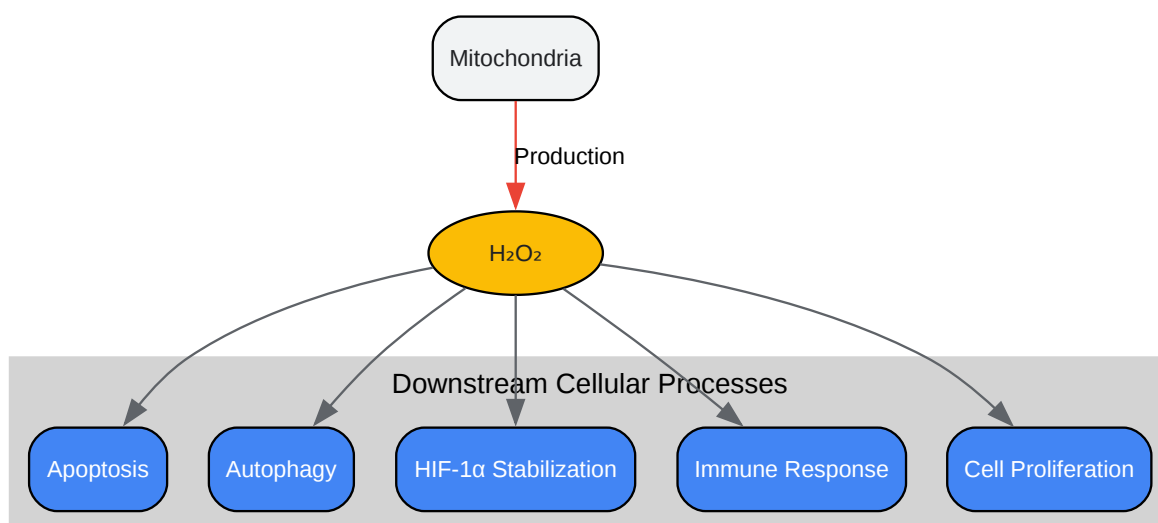 Mitochondria
Production
H₂O₂
Downstream Cellular Processes
Apoptosis
Autophagy
HIF-1α Stabilization
Immune Response
Cell Proliferation